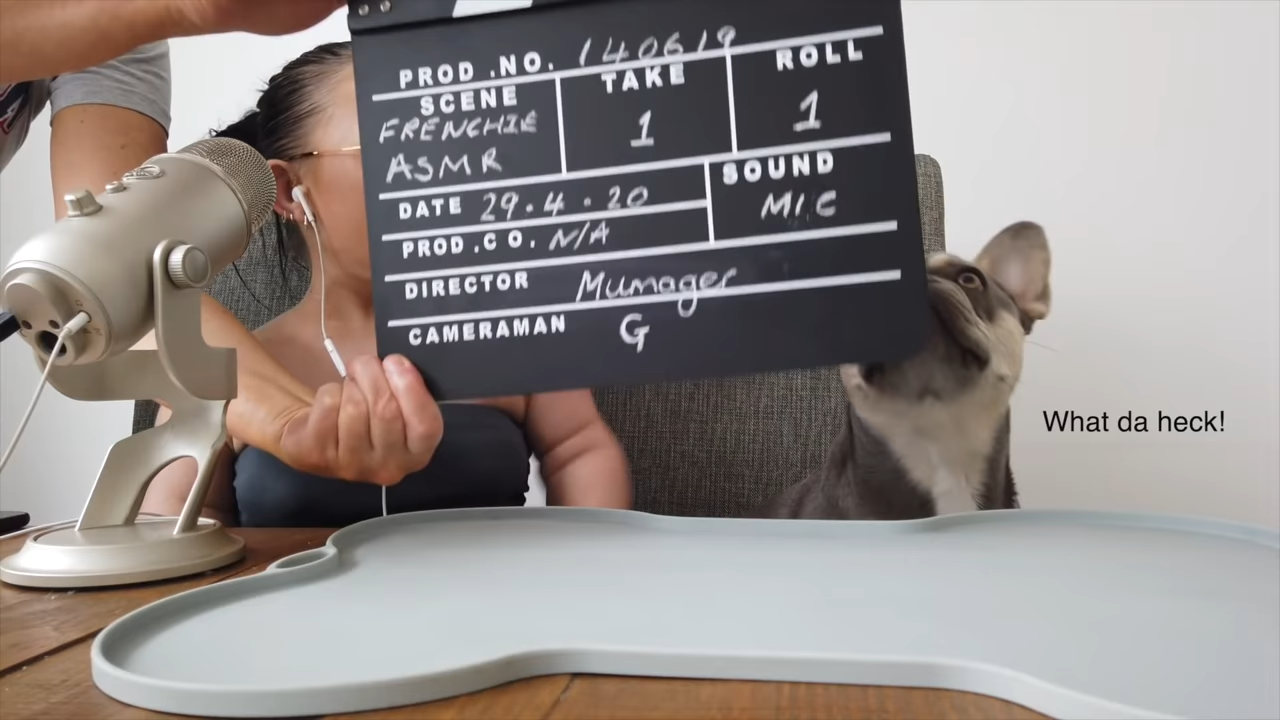 PROD .NO. 140619
SCENE
FRENCHIE
ASMR
TAKE
1
ROLL
1
DATE 29.4.20
SOUND
MIC
PROD.CO. N/A
DIRECTOR Mumager
CAMERAMAN G
What da heck!